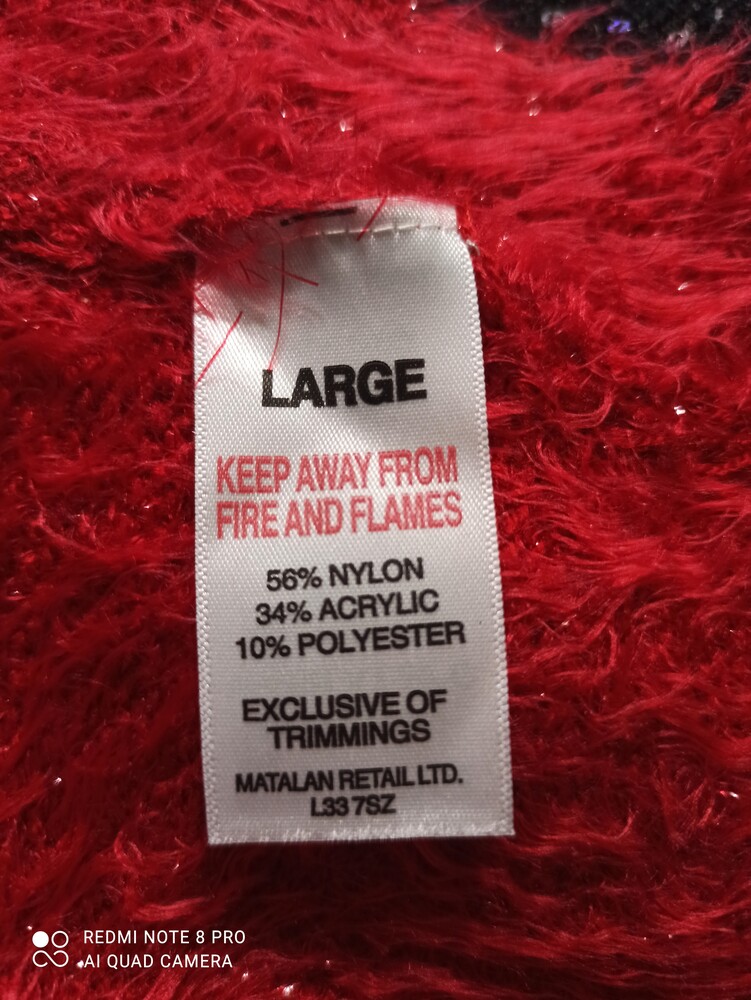 LARGE
KEEP AWAY FROM
FIRE AND FLAMES
56% NYLON
34% ACRYLIC
10% POLYESTER
EXCLUSIVE OF
TRIMMINGS
MATALAN RETAIL LTD.
L33 7SZ
REDMI NOTE 8 PRO
AI QUAD CAMERA